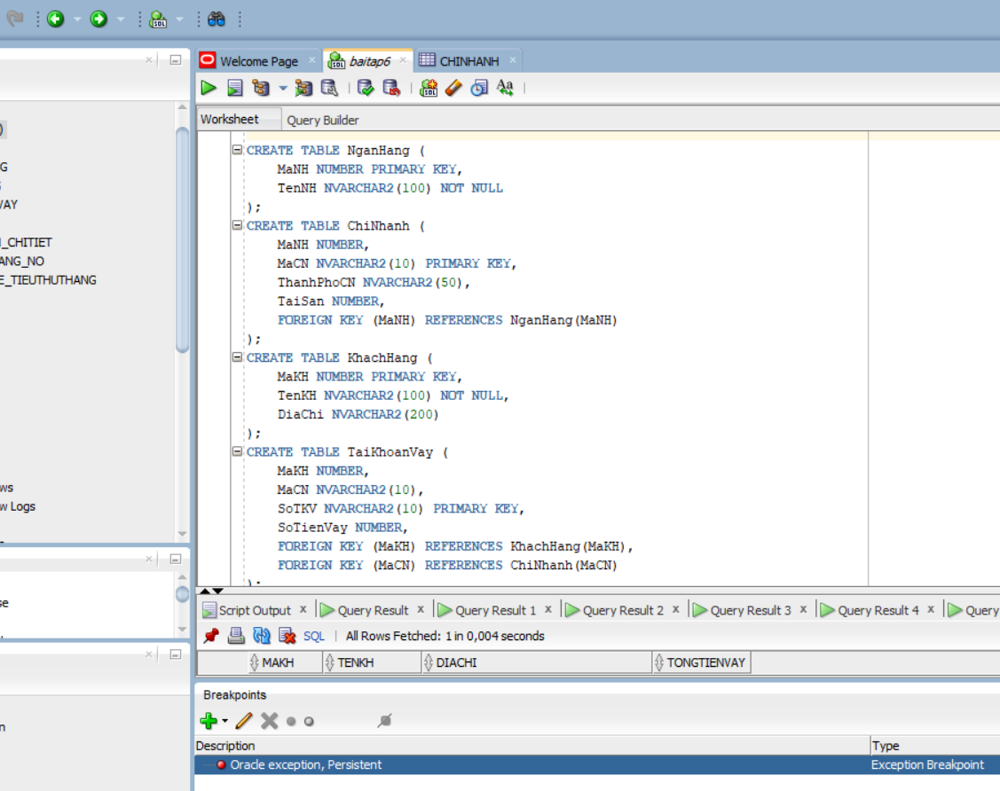 SQL
Welcome Page
baitap6
CHINHANH
Worksheet
Query Builder
)
G
_CHITIET
ANG_NO
E_TIEUTHUTHANG
ws
w Logs
se
n
CREATE TABLE NganHang (
MaNH NUMBER PRIMARY KEY,
TenNH NVARCHAR2(100) NOT NULL
);
CREATE TABLE ChiNhanh (
MaNH NUMBER,
MaCN NVARCHAR2(10) PRIMARY KEY,
ThanhPhoCN NVARCHAR2(50),
TaiSan NUMBER,
FOREIGN KEY (MaNH) REFERENCES NganHang(MaNH)
);
CREATE TABLE KhachHang (
MaKH NUMBER PRIMARY KEY,
TenKH NVARCHAR2(100) NOT NULL,
DiaChi NVARCHAR2(200)
);
CREATE TABLE TaiKhoanVay (
MaKH NUMBER,
MaCN NVARCHAR2(10),
SoTKV NVARCHAR2(10) PRIMARY KEY,
SoTienVay NUMBER,
FOREIGN KEY (MaKH) REFERENCES KhachHang(MaKH),
FOREIGN KEY (MaCN) REFERENCES ChiNhanh(MaCN)
Script Output x Query Result x Query Result 1 x Query Result 2 x Query Result 3 x Query Result 4 x Query
SQL | All Rows Fetched: 1 in 0,004 seconds
MAKH TENKH DIACHI TONGTIENVAY
Breakpoints
Description Type
Oracle exception, Persistent Exception Breakpoint